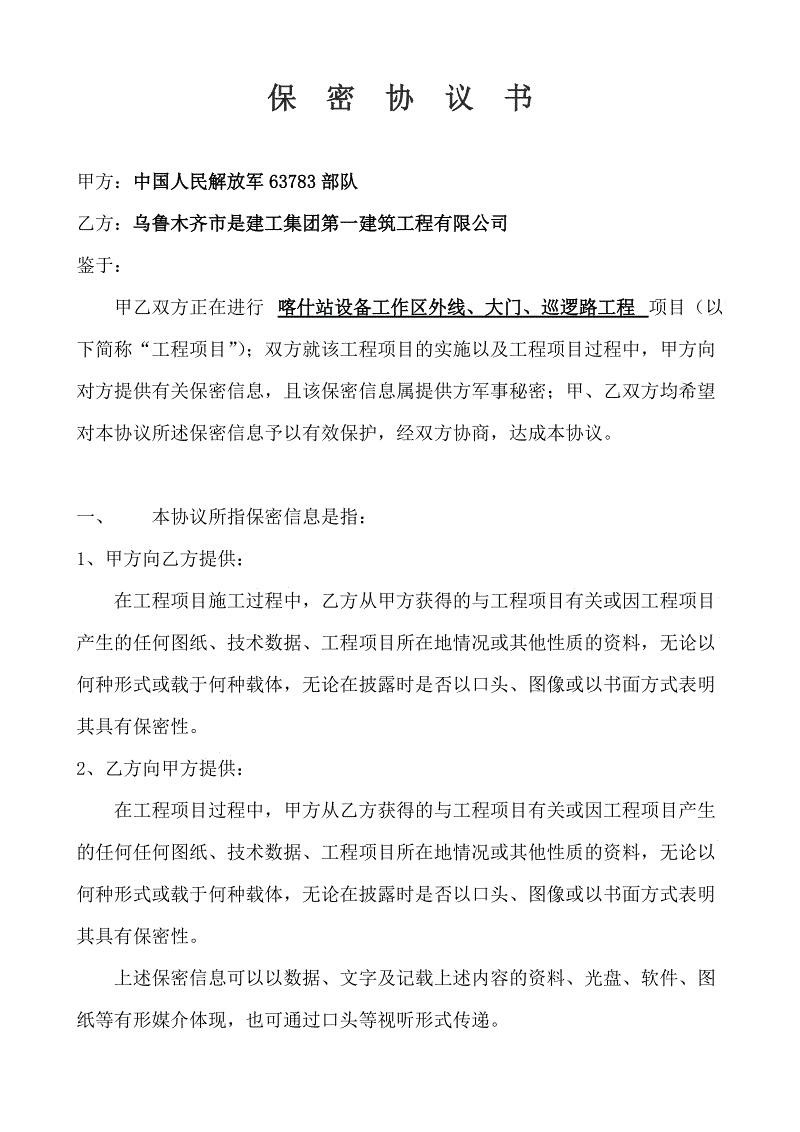 保 密 协 议 书
甲方：中国人民解放军 63783 部队
乙方：乌鲁木齐市是建工集团第一建筑工程有限公司
鉴于：
甲乙双方正在进行 喀什站设备工作区外线、大门、巡逻路工程 项目（以
下简称“工程项目”）；双方就该工程项目的实施以及工程项目过程中，甲方向
对方提供有关保密信息，且该保密信息属提供方军事秘密；甲、乙双方均希望
对本协议所述保密信息予以有效保护，经双方协商，达成本协议。
一、 本协议所指保密信息是指：
1、甲方向乙方提供：
在工程项目施工过程中，乙方从甲方获得的与工程项目有关或因工程项目
产生的任何图纸、技术数据、工程项目所在地情况或其他性质的资料，无论以
何种形式或载于何种载体，无论在披露时是否以口头、图像或以书面方式表明
其具有保密性。
2、乙方向甲方提供：
在工程项目过程中，甲方从乙方获得的与工程项目有关或因工程项目产生
的任何任何图纸、技术数据、工程项目所在地情况或其他性质的资料，无论以
何种形式或载于何种载体，无论在披露时是否以口头、图像或以书面方式表明
其具有保密性。
上述保密信息可以以数据、文字及记载上述内容的资料、光盘、软件、图
纸等有形媒介体现，也可通过口头等视听形式传递。